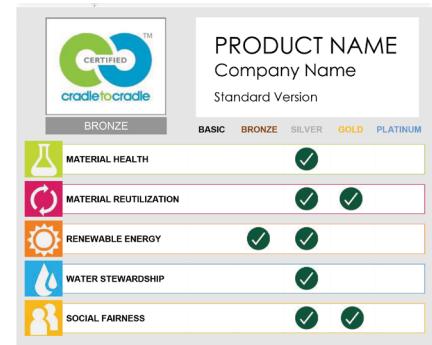 CERTIFIED
TM
cradletocradle
BRONZE
PRODUCT NAME
Company Name
Standard Version
BASIC BRONZE SILVER GOLD PLATINUM
MATERIAL HEALTH
MATERIAL REUTILIZATION
RENEWABLE ENERGY
WATER STEWARDSHIP
SOCIAL FAIRNESS